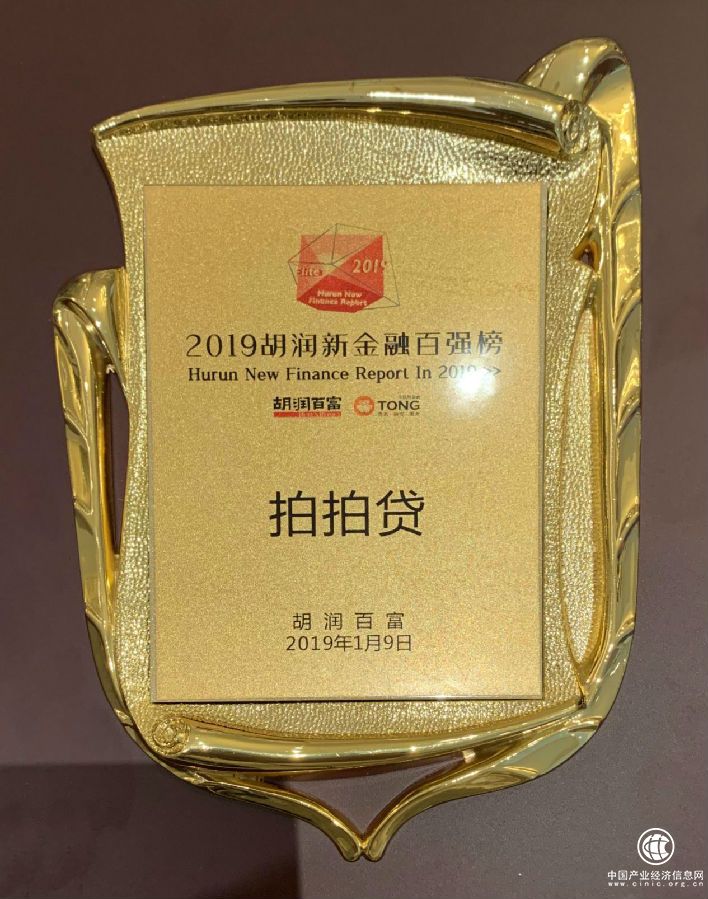 Elite 2019
Hurun New
Finance Report
2019胡润新金融百强榜
Hurun New Finance Report In 2019 >>
胡润百富 TONG
拍拍贷
胡润百富
2019年1月9日
中国产业经济信息网
www.cinic.org.cn